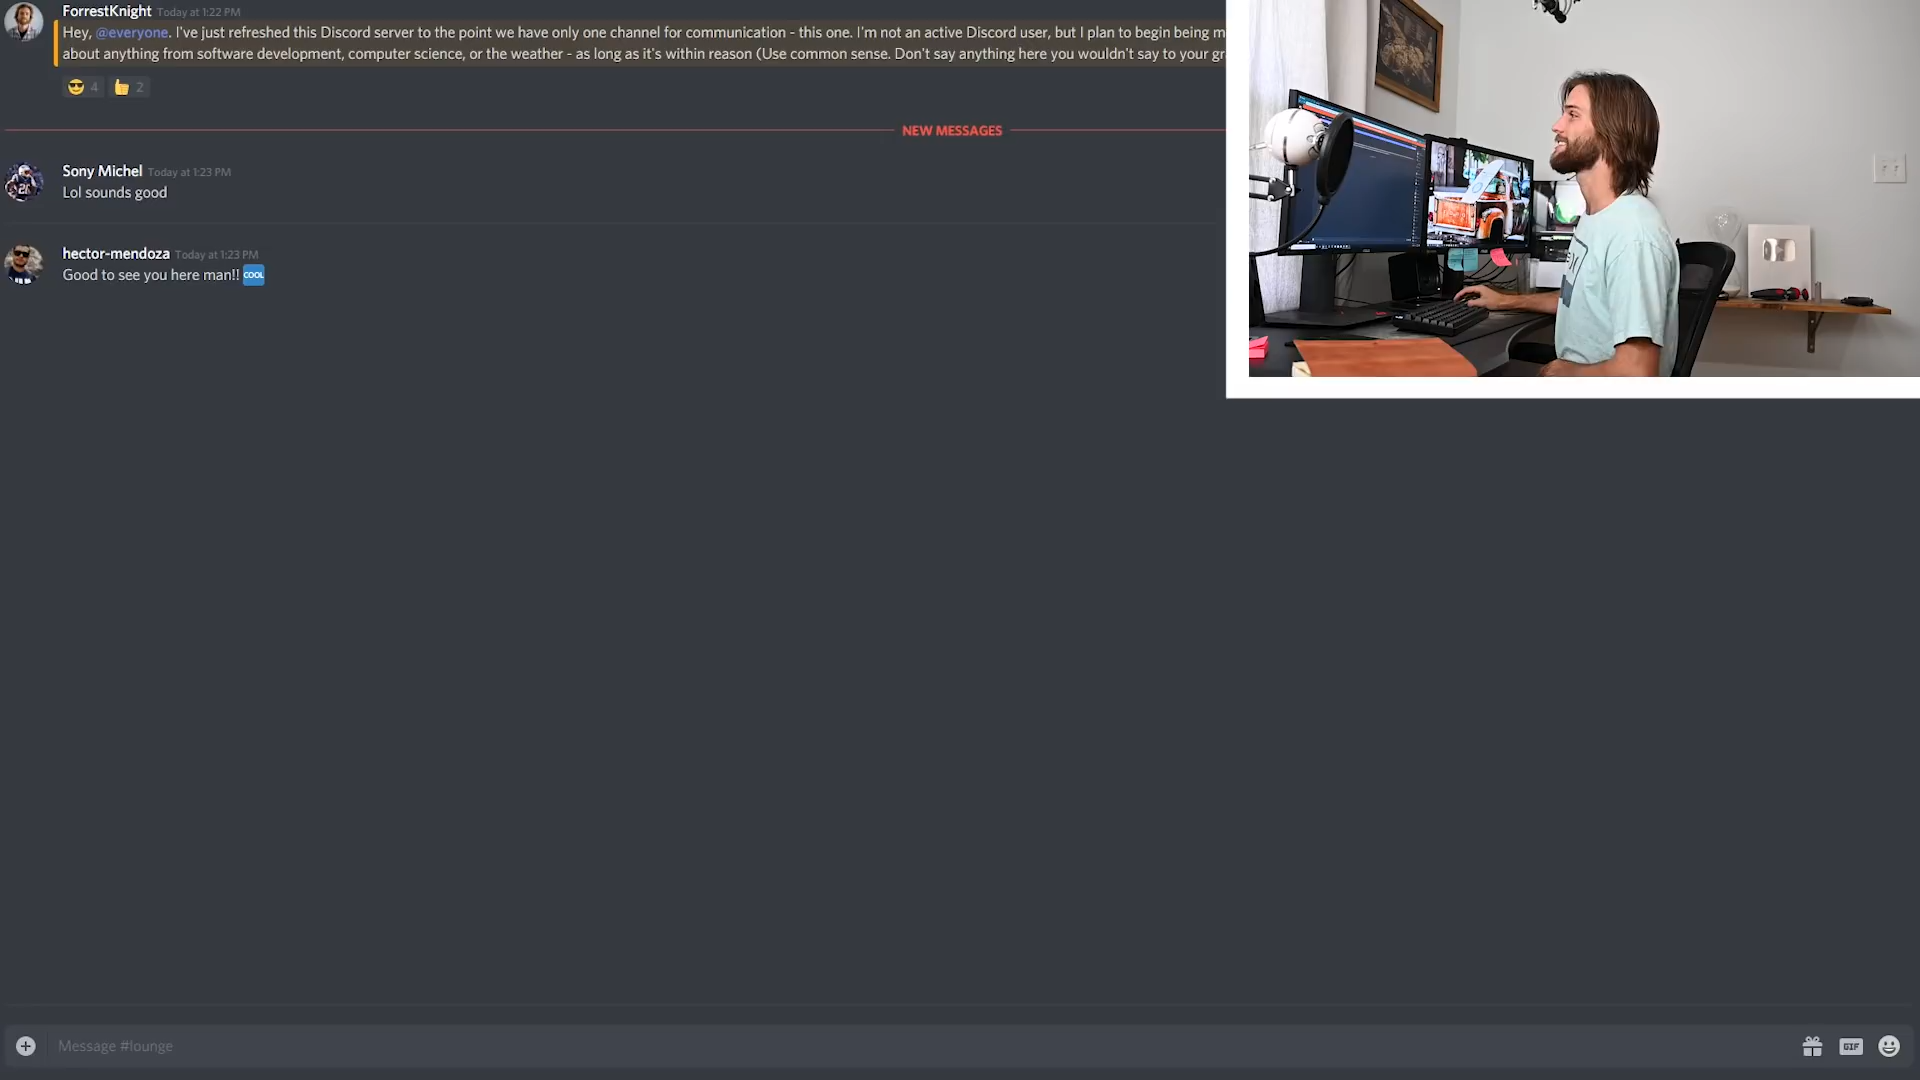 ForrestKnight Today at 1:22 PM
Hey, @everyone. I've just refreshed this Discord server to the point we have only one channel for communication - this one. I'm not an active Discord user, but I plan to begin being
about anything from software development, computer science, or the weather - as long as it's within reason (Use common sense. Don't say anything here you wouldn't say to your
4 2
NEW MESSAGES
Sony Michel Today at 1:23 PM
Lol sounds good
hector-mendoza Today at 1:23 PM
Good to see you here man!! COOL
Message #lounge
GIF